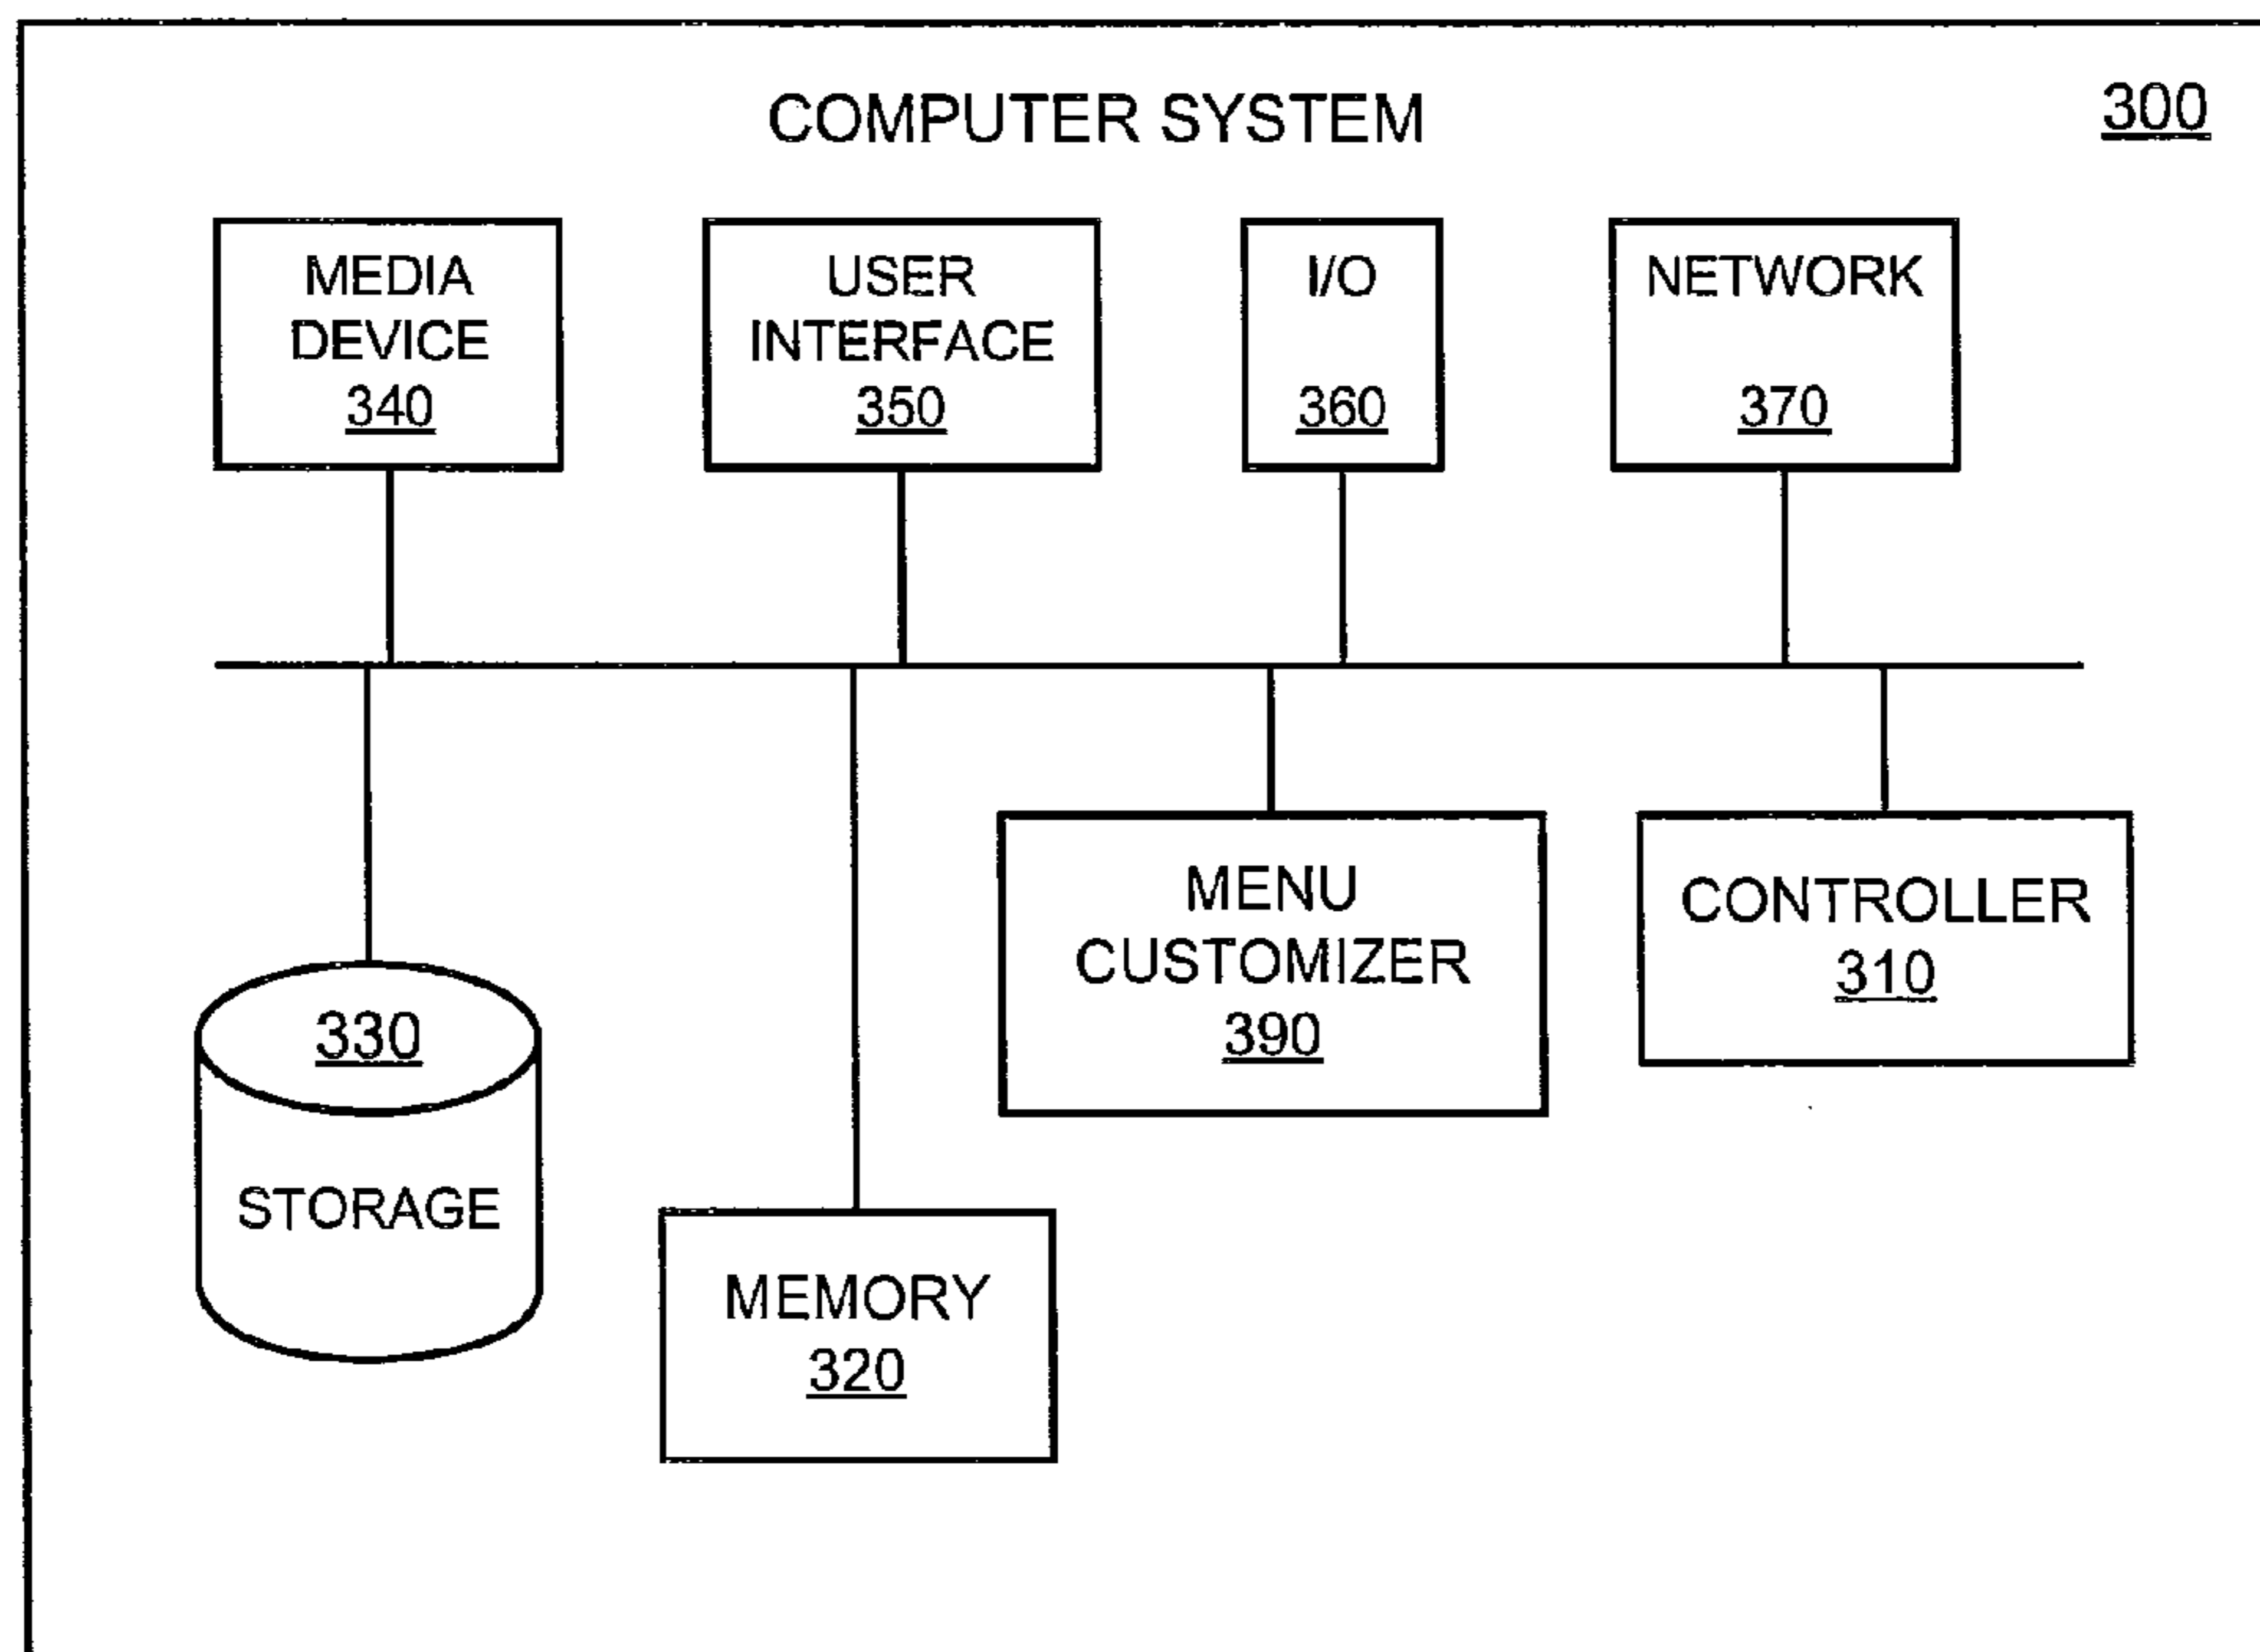 COMPUTER SYSTEM
300
MEDIA
DEVICE
340
USER
INTERFACE
350
I/O
360
NETWORK
370
330
STORAGE
MEMORY
320
MENU
CUSTOMIZER
390
CONTROLLER
310